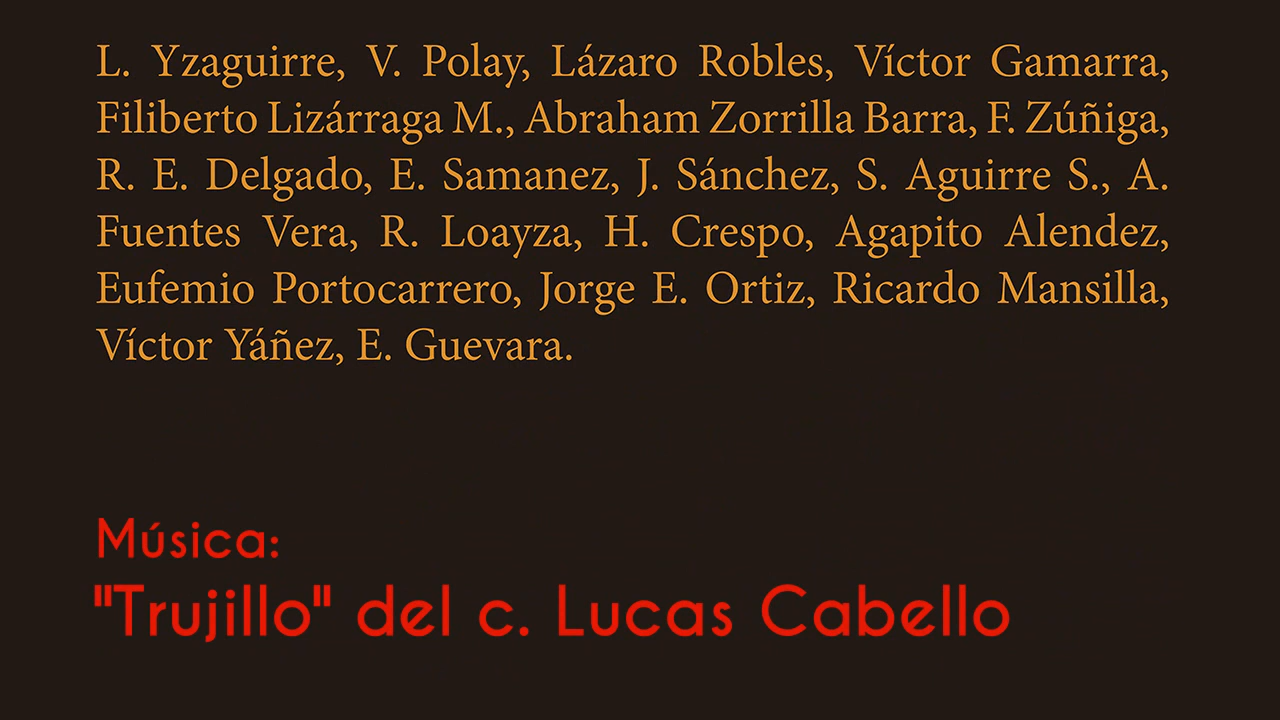 L. Yzaguirre, V. Polay, Lázaro Robles, Víctor Gamarra,
Filiberto Lizárraga M., Abraham Zorrilla Barra, F. Zúñiga,
R. E. Delgado, E. Samanez, J. Sánchez, S. Aguirre S., A.
Fuentes Vera, R. Loayza, H. Crespo, Agapito Alendez,
Eufemio Portocarrero, Jorge E. Ortiz, Ricardo Mansilla,
Víctor Yáñez, E. Guevara.
Música:
"Trujillo" del c. Lucas Cabello